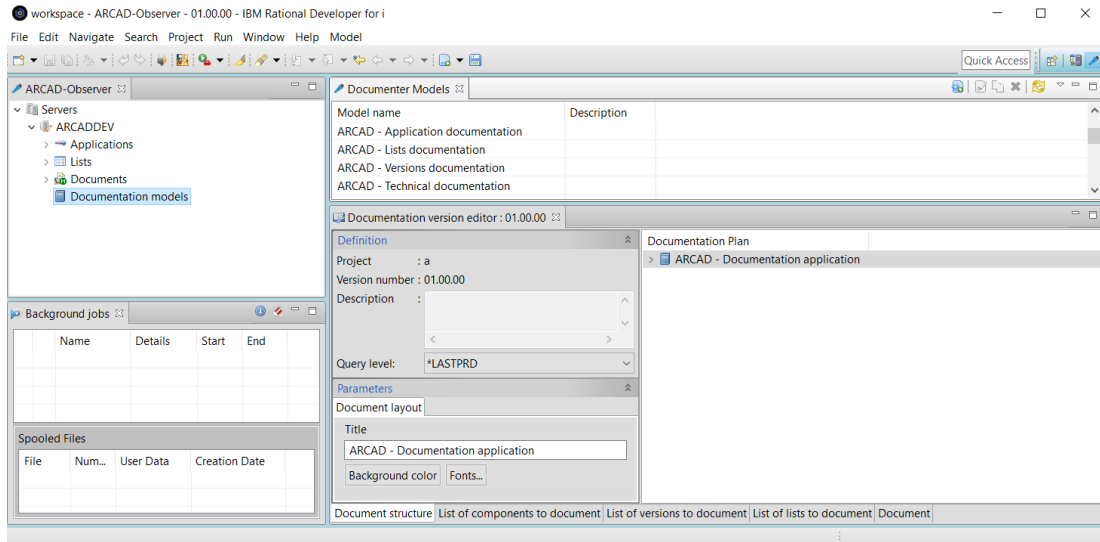 workspace - ARCAD-Observer - 01.00.00 - IBM Rational Developer for i
File Edit Navigate Search Project Run Window Help Model
Quick Access
ARCAD-Observer
Servers
ARCADDEV
Applications
Lists
Documents
Documentation models
Documenter Models
Model name Description
ARCAD - Application documentation
ARCAD - Lists documentation
ARCAD - Versions documentation
ARCAD - Technical documentation
Background jobs
Name Details Start End
Spooled Files
File Num... User Data Creation Date
Documentation version editor : 01.00.00
Definition
Project : a
Version number : 01.00.00
Description :
Query level: *LASTPRD
Parameters
Document layout
Title
ARCAD - Documentation application
Background color Fonts...
Documentation Plan
ARCAD - Documentation application
Document structure List of components to document List of versions to document List of lists to document Document